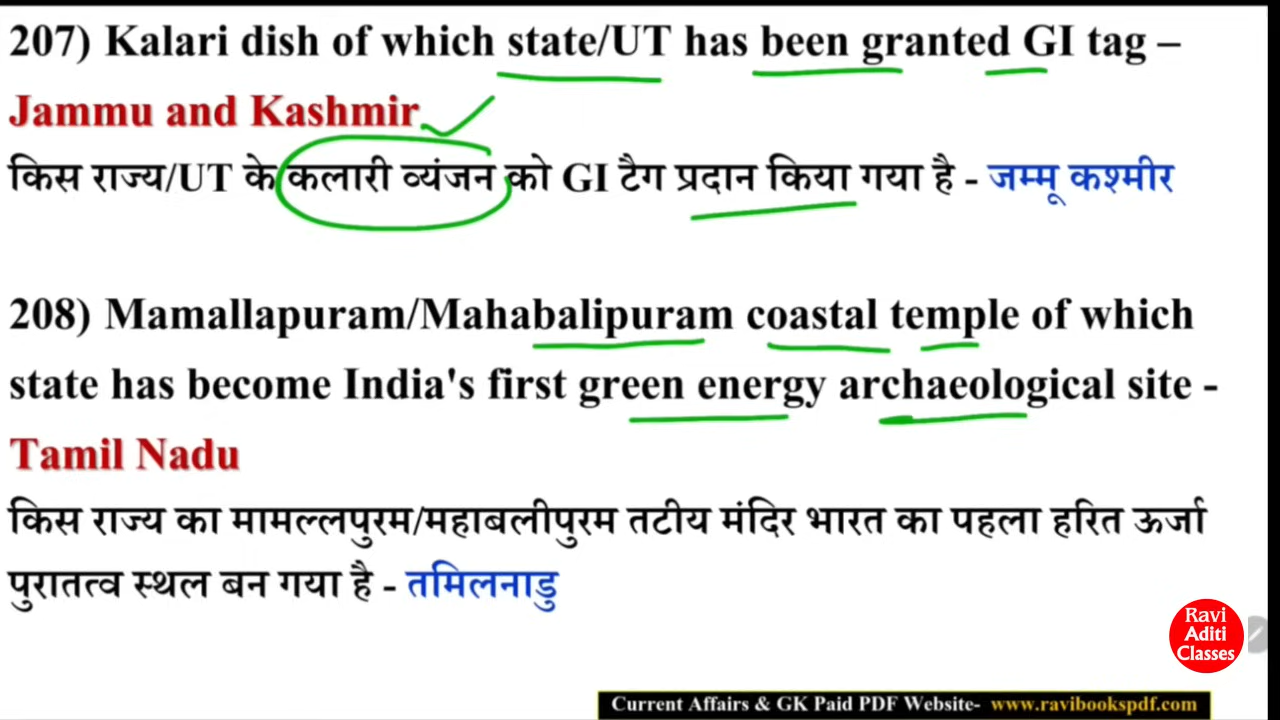 207) Kalari dish of which state/UT has been granted GI tag –
Jammu and Kashmir
किस राज्य/UT के कलारी व्यंजन को GI टैग प्रदान किया गया है - जम्मू कश्मीर
208) Mamallapuram/Mahabalipuram coastal temple of which
state has become India's first green energy archaeological site -
Tamil Nadu
किस राज्य का मामल्लपुरम/महाबलीपुरम तटीय मंदिर भारत का पहला हरित ऊर्जा
पुरातत्व स्थल बन गया है - तमिलनाडु
Ravi
Aditi
Classes
Current Affairs & GK Paid PDF Website- www.ravibookspdf.com